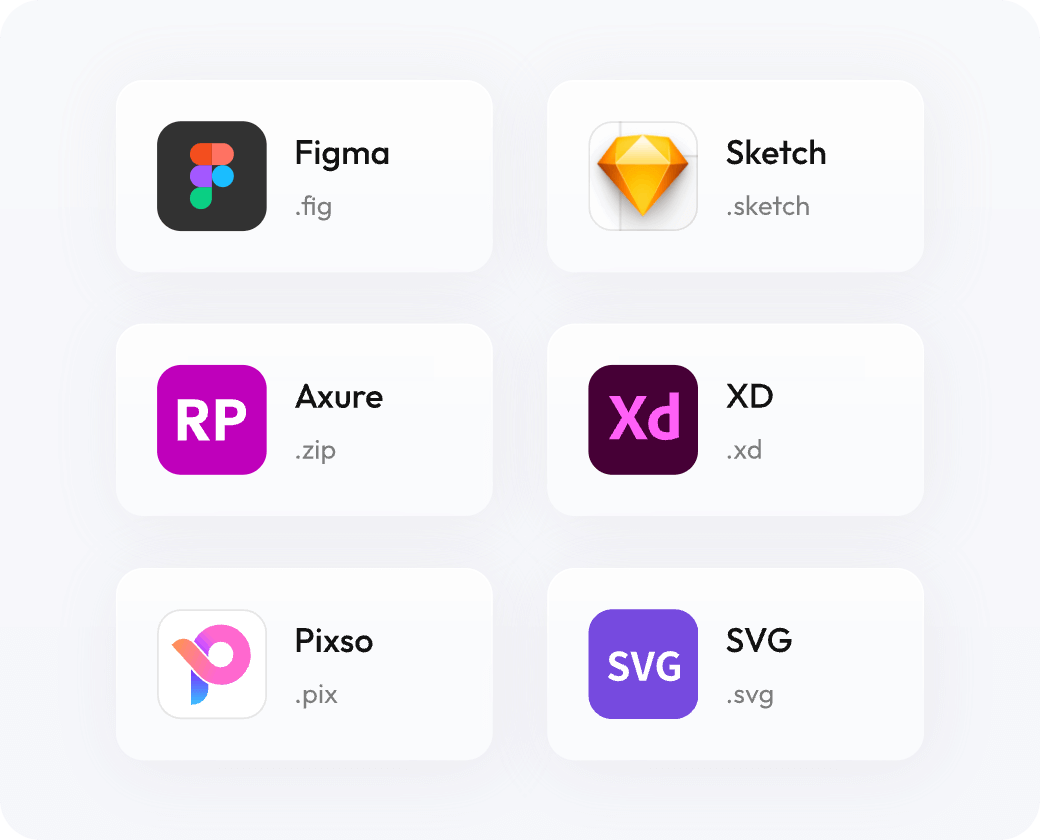 Figma
.fig
Sketch
.sketch
RP
Axure
.zip
Xd
XD
.xd
Pixso
.pix
SVG
SVG
.svg